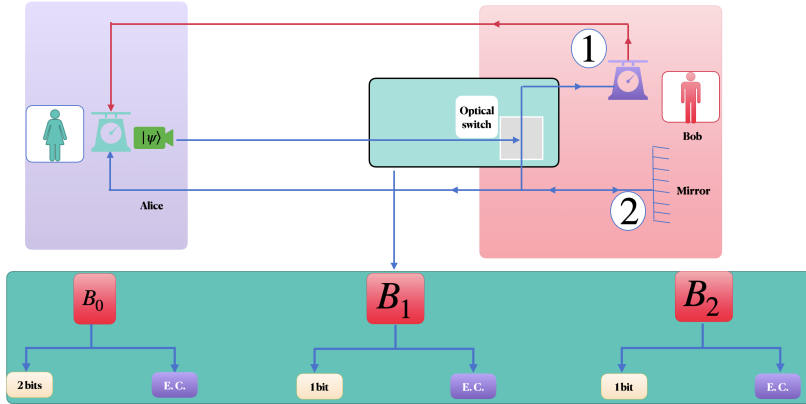 1
Optical
switch
|ψ⟩
Bob
Alice
Mirror
2
B₀
B₁
B₂
2 bits
E. C.
1 bit
E. C.
1 bit
E. C.